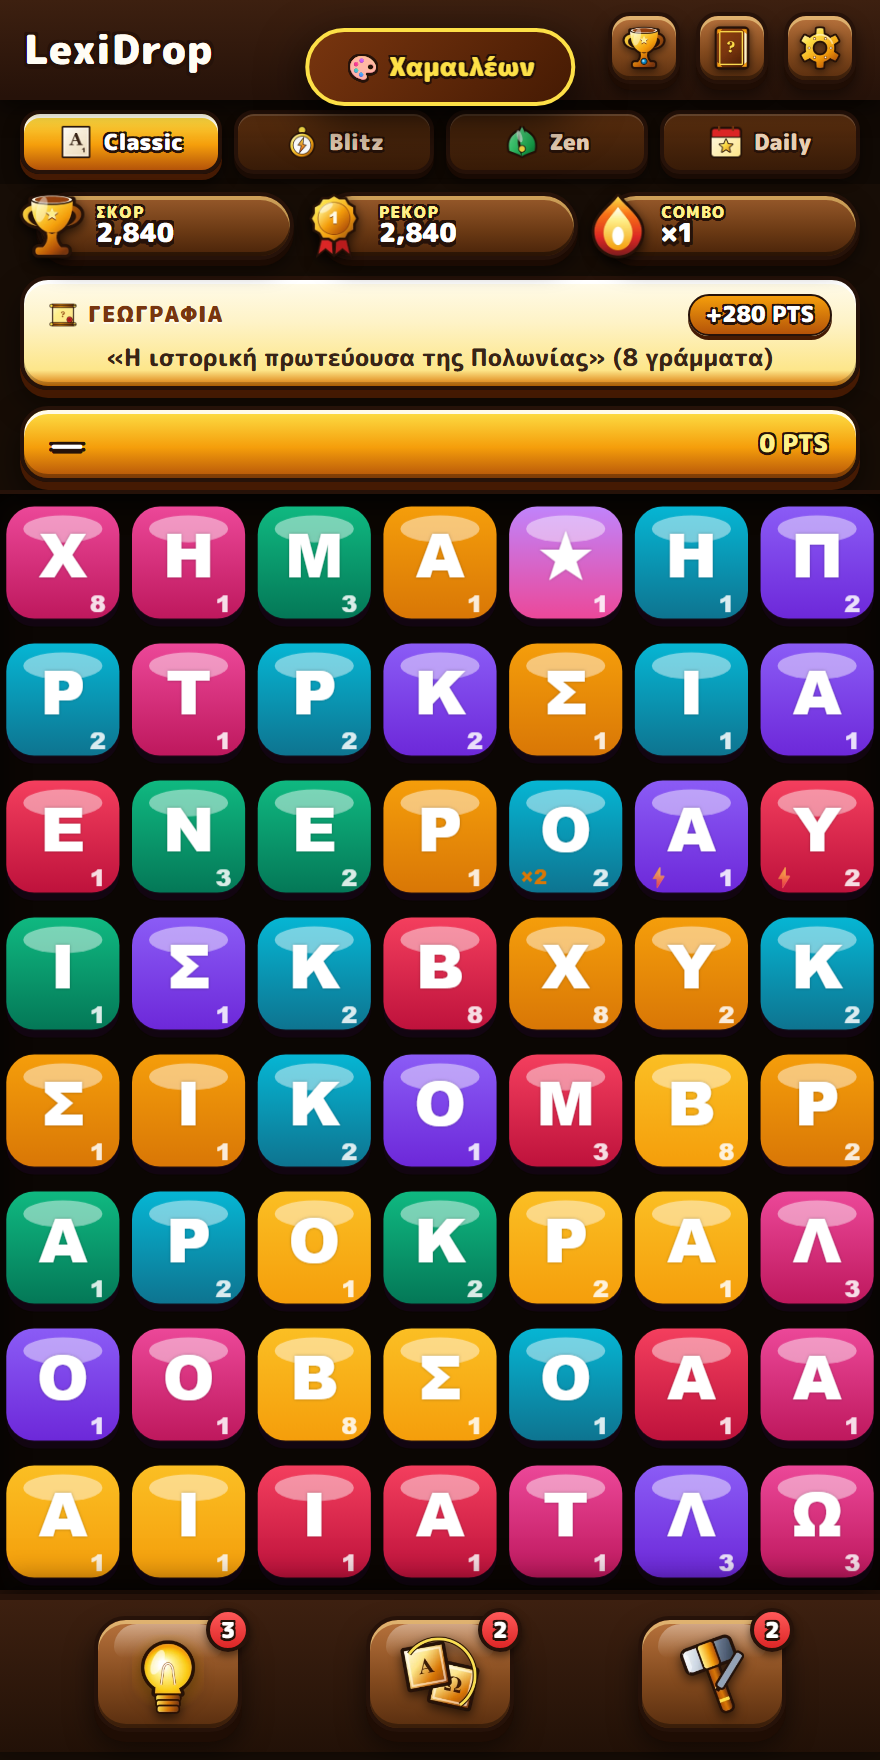 LexiDrop
Χαμαιλέων
Classic
Blitz
Zen
Daily
ΣΚΟΡ
2,840
ΡΕΚΟΡ
2,840
COMBO
×1
ΓΕΩΓΡΑΦΙΑ
+280 PTS
«Η ιστορική πρωτεύουσα της Πολωνίας» (8 γράμματα)
—
0 PTS
Χ 8 Η 1 Μ 3 Α 1 ★ 1 Η 1 Π 2
Ρ 2 Τ 1 Ρ 2 Κ 2 Σ 1 Ι 1 Α 1
Ε 1 Ν 3 Ε 2 Ρ 1 Ο ×2 2 Α 1 Υ 2
Ι 1 Σ 1 Κ 2 Β 8 Χ 8 Υ 2 Κ 2
Σ 1 Ι 1 Κ 2 Ο 1 Μ 3 Β 8 Ρ 2
Α 1 Ρ 2 Ο 1 Κ 2 Ρ 2 Α 1 Λ 3
Ο 1 Ο 1 Β 8 Σ 1 Ο 1 Α 1 Α 1
Α 1 Ι 1 Ι 1 Α 1 Τ 1 Λ 3 Ω 3
3
Α Ω 2
2